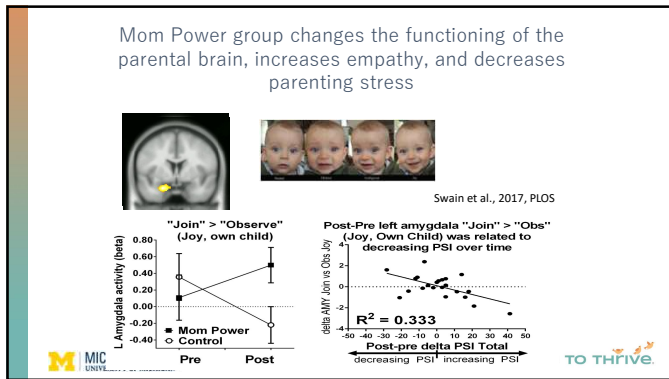 Mom Power group changes the functioning of the
parental brain, increases empathy, and decreases
parenting stress
Swain et al., 2017, PLOS
"Join" > "Observe"
(Joy, own child)
L Amygdala activity (beta)
0.80
0.60
0.40
0.20
0.00
-0.20
-0.40
Mom Power
Control
Pre
Post
Post-Pre left amygdala "Join" > "Obs"
(Joy, Own Child) was related to
decreasing PSI over time
delta AMY Join vs Obs Joy
4
2
0
-2
-4
R² = 0.333
-50 -40 -30 -20 -10 0 10 20 30 40 50
Post-pre delta PSI Total
decreasing PSI increasing PSI
M
MIC
UNIVE
TO THRIVE.